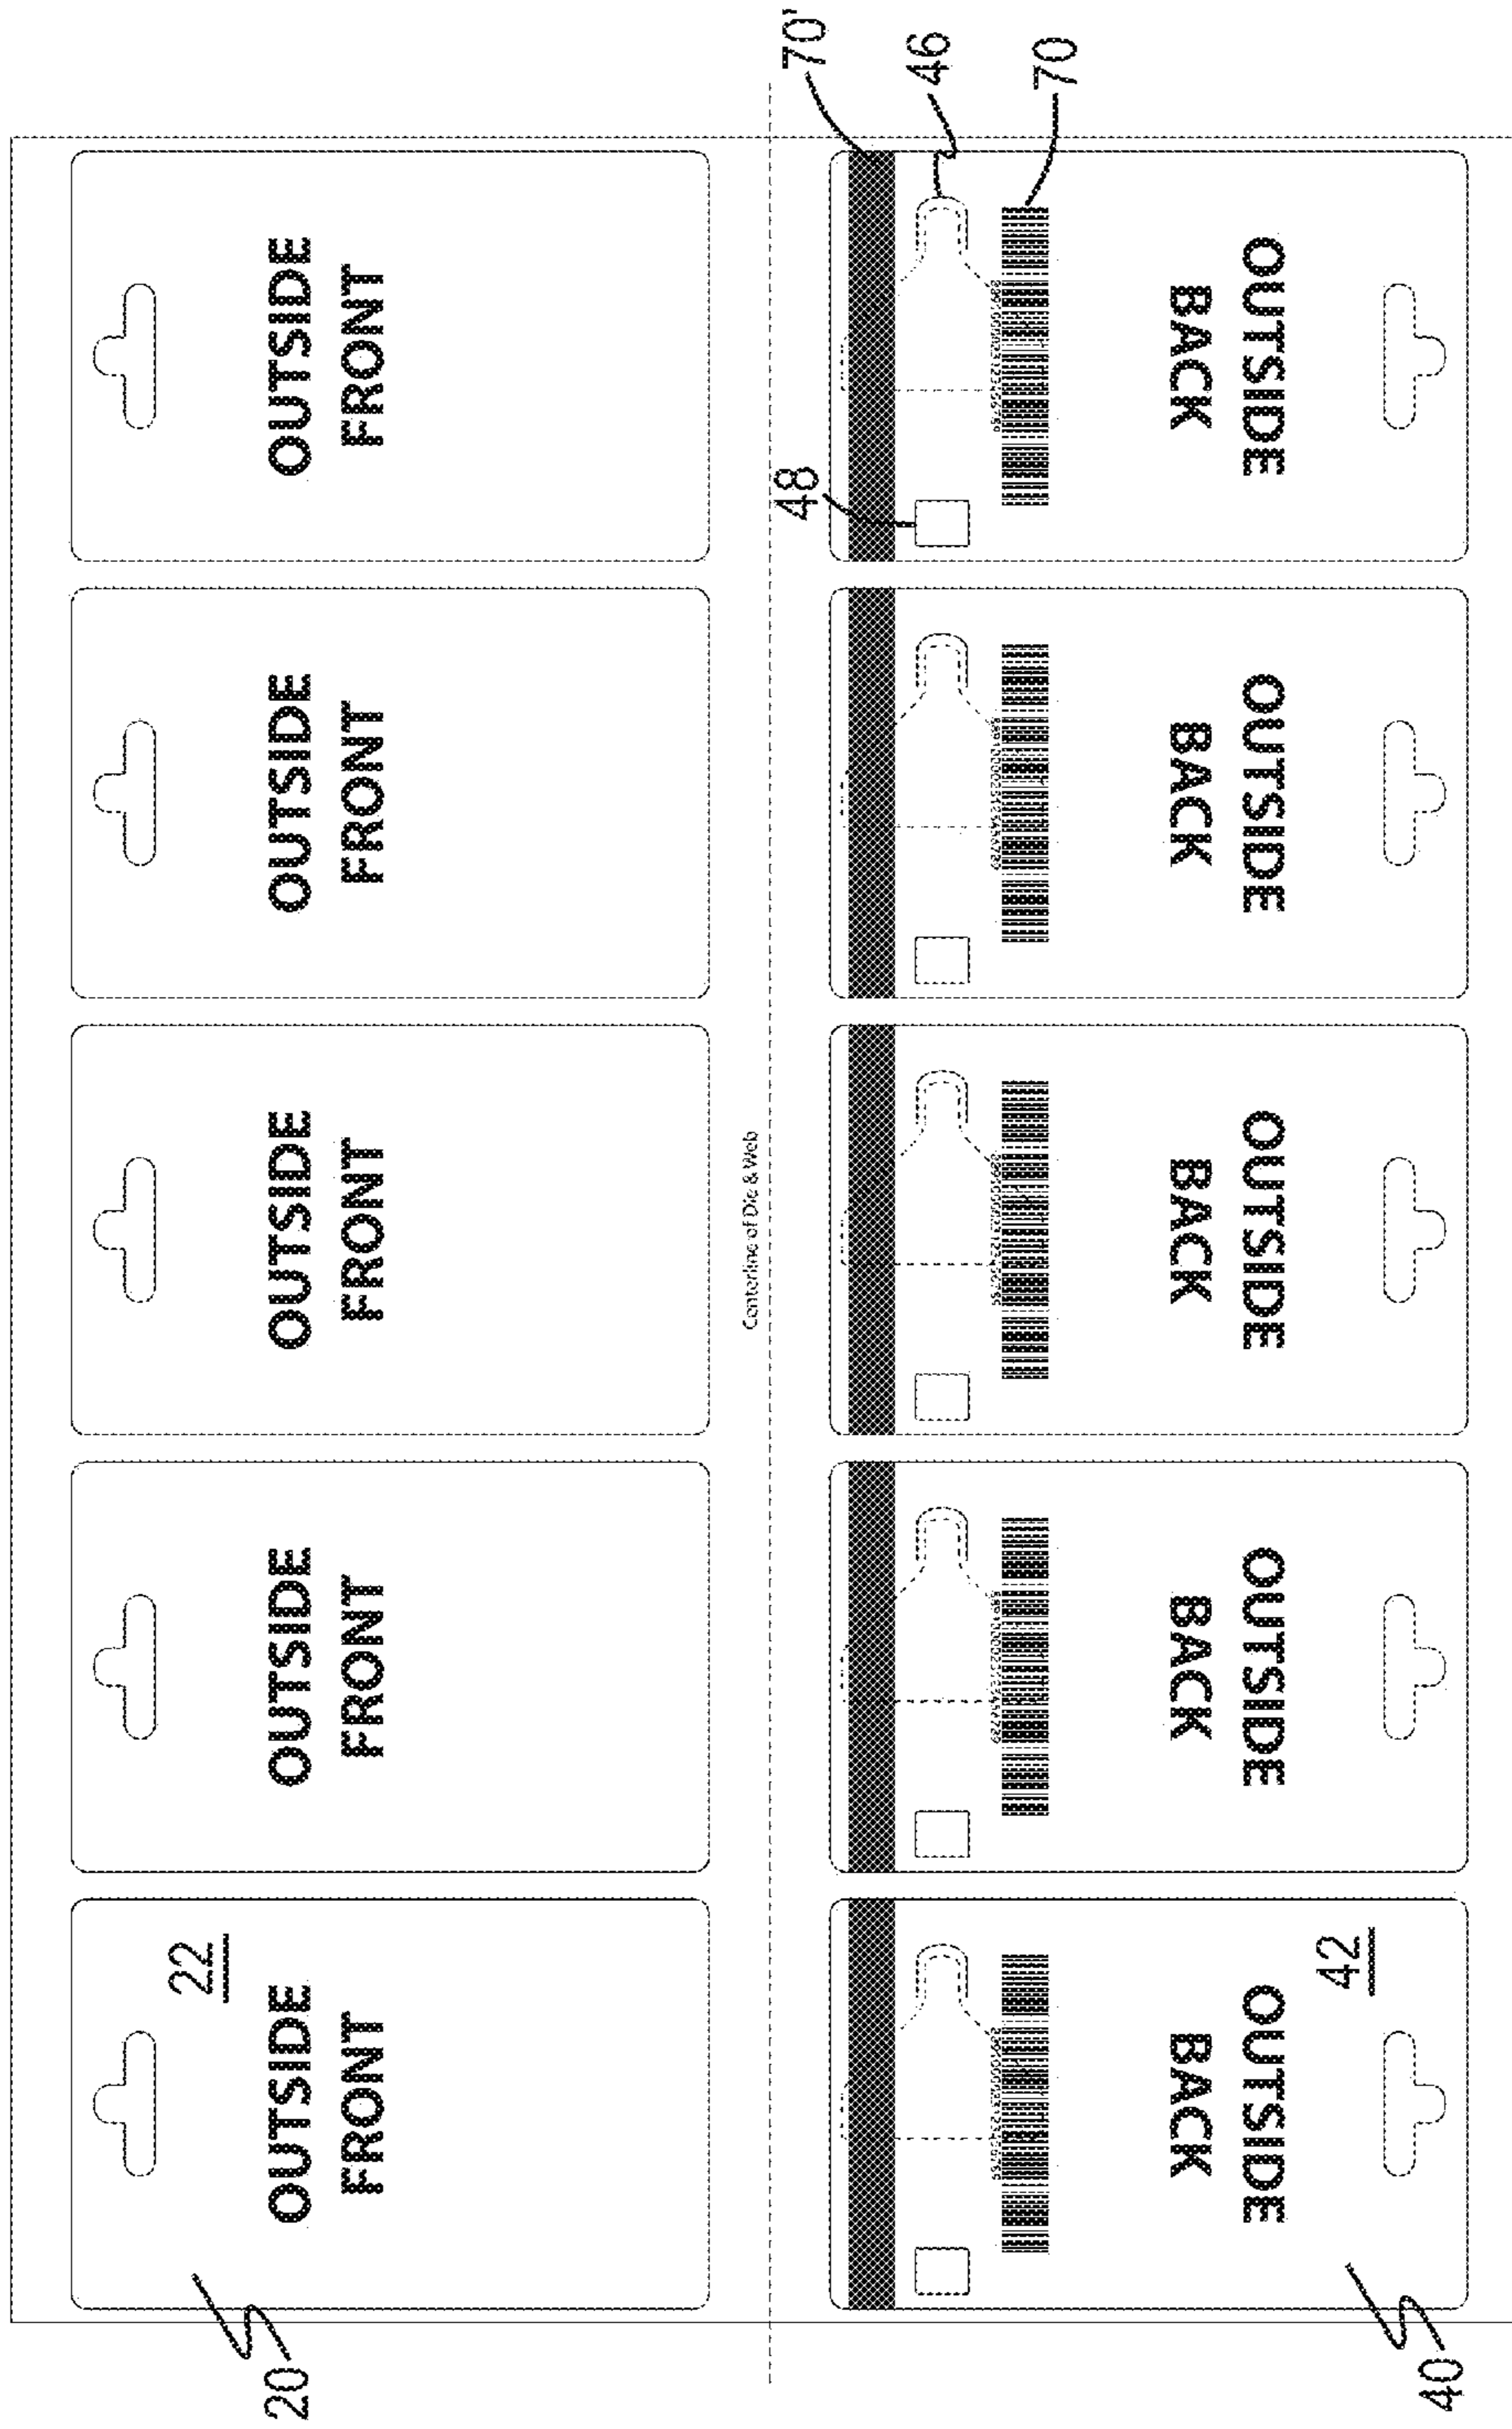 20
22
OUTSIDE
FRONT
OUTSIDE
FRONT
OUTSIDE
FRONT
OUTSIDE
FRONT
OUTSIDE
FRONT
Centerline of Die & Web
48
70'
46
70
OUTSIDE
BACK
OUTSIDE
BACK
OUTSIDE
BACK
OUTSIDE
BACK
OUTSIDE
BACK
42
40